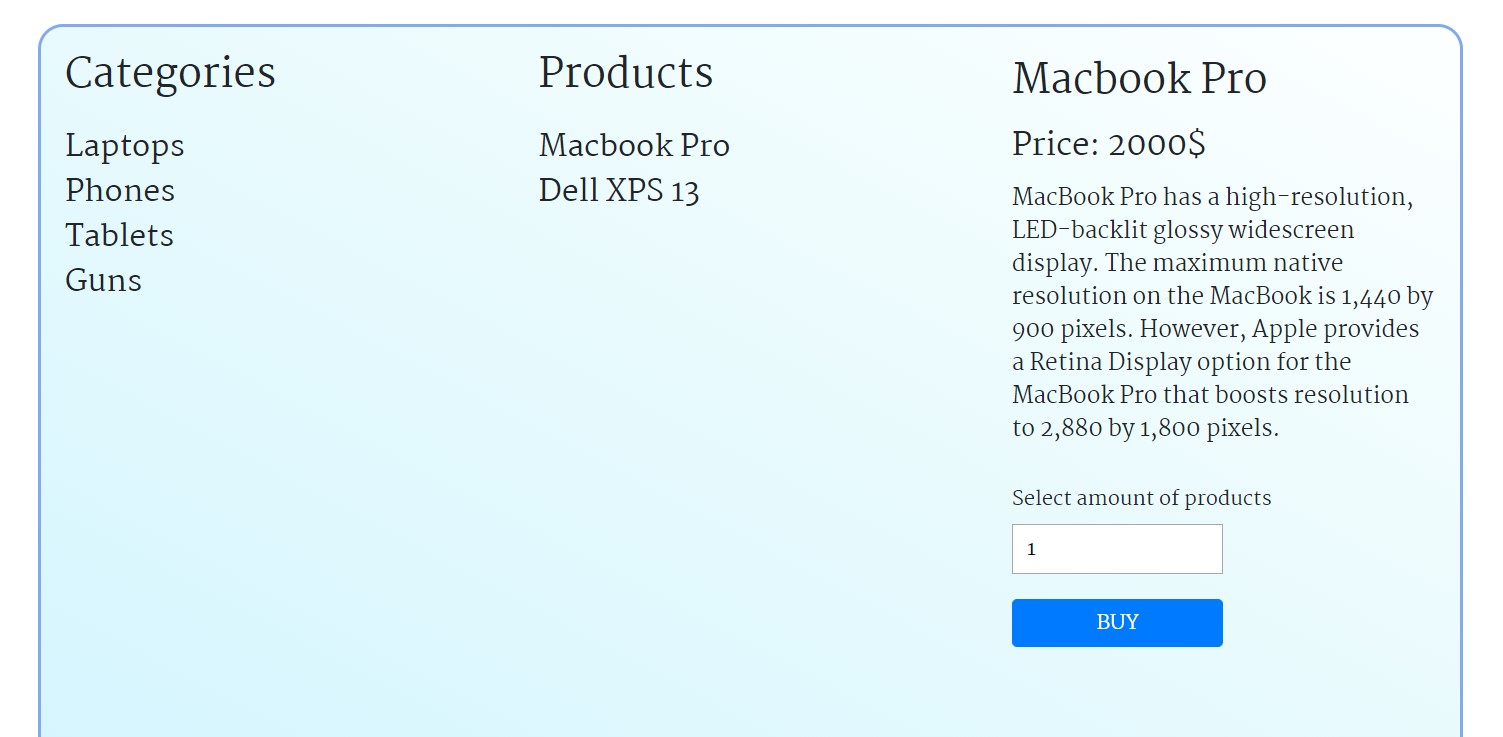 Categories
Laptops
Phones
Tablets
Guns
Products
Macbook Pro
Dell XPS 13
Macbook Pro
Price: 2000$
MacBook Pro has a high-resolution,
LED-backlit glossy widescreen
display. The maximum native
resolution on the MacBook is 1,440 by
900 pixels. However, Apple provides
a Retina Display option for the
MacBook Pro that boosts resolution
to 2,880 by 1,800 pixels.
Select amount of products
1
BUY